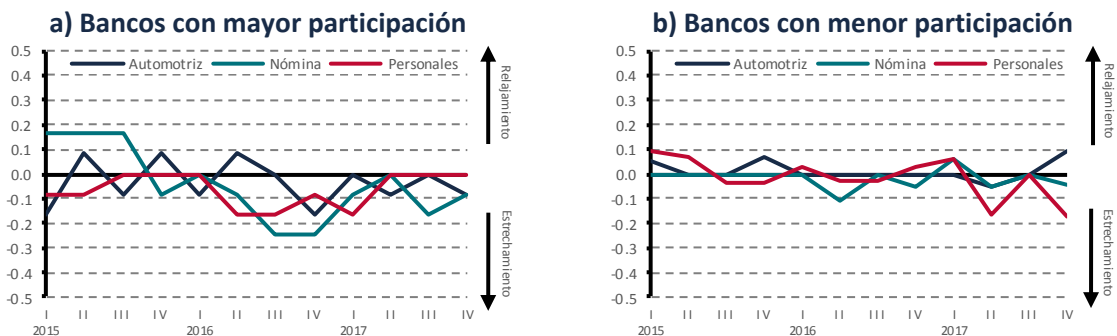 a) Bancos con mayor participación
0.5
0.4
0.3
0.2
0.1
0.0
-0.1
-0.2
-0.3
-0.4
-0.5
Automotriz Nómina Personales
I II III IV I II III IV I II III IV
2015 2016 2017
Relajamiento
Estrechamiento
b) Bancos con menor participación
0.5
0.4
0.3
0.2
0.1
0.0
-0.1
-0.2
-0.3
-0.4
-0.5
Automotriz Nómina Personales
I II III IV I II III IV I II III IV
2015 2016 2017
Relajamiento
Estrechamiento